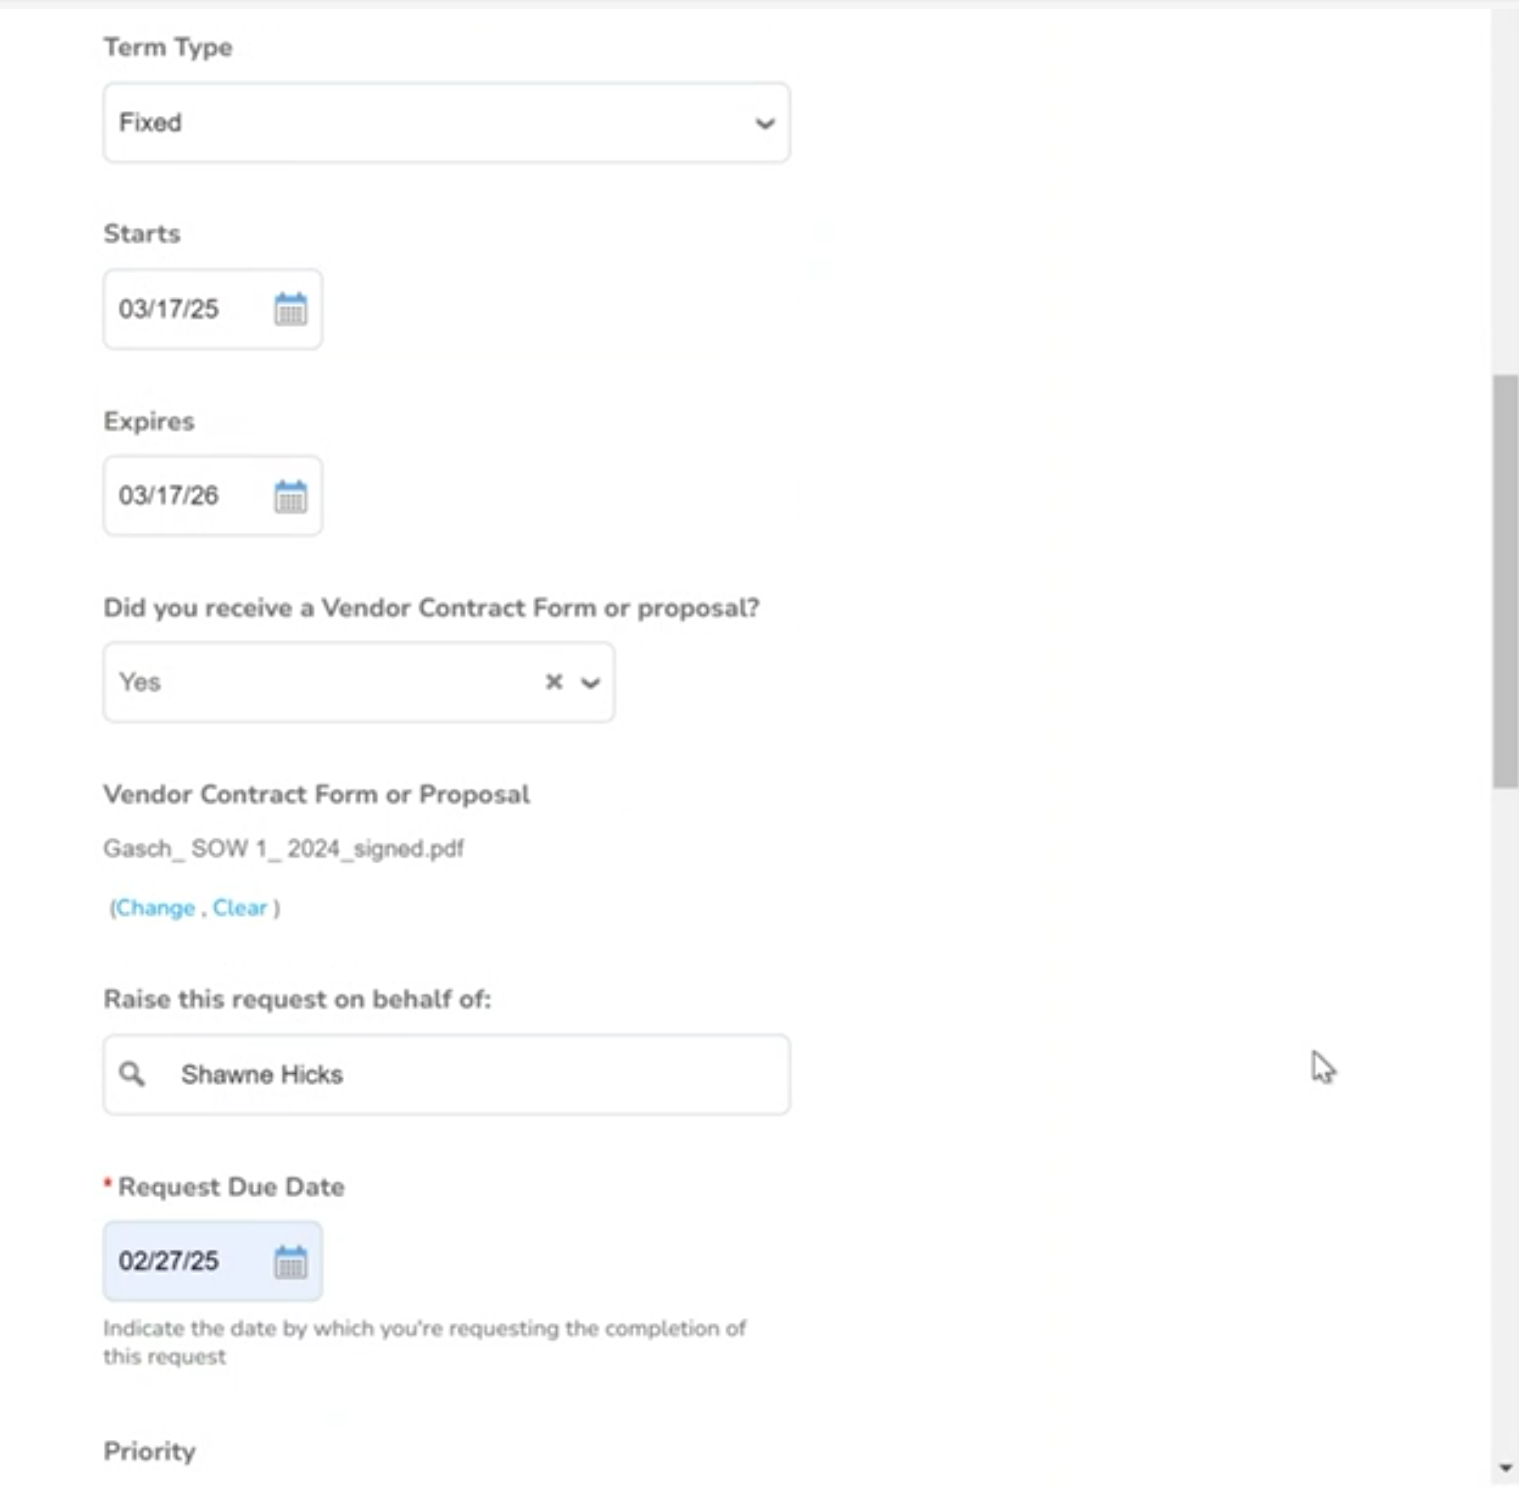 Term Type
Fixed
Starts
03/17/25
Expires
03/17/26
Did you receive a Vendor Contract Form or proposal?
Yes
Vendor Contract Form or Proposal
Gasch_ SOW 1_ 2024_signed.pdf
(Change , Clear )
Raise this request on behalf of:
Shawne Hicks
* Request Due Date
02/27/25
Indicate the date by which you're requesting the completion of
this request
Priority